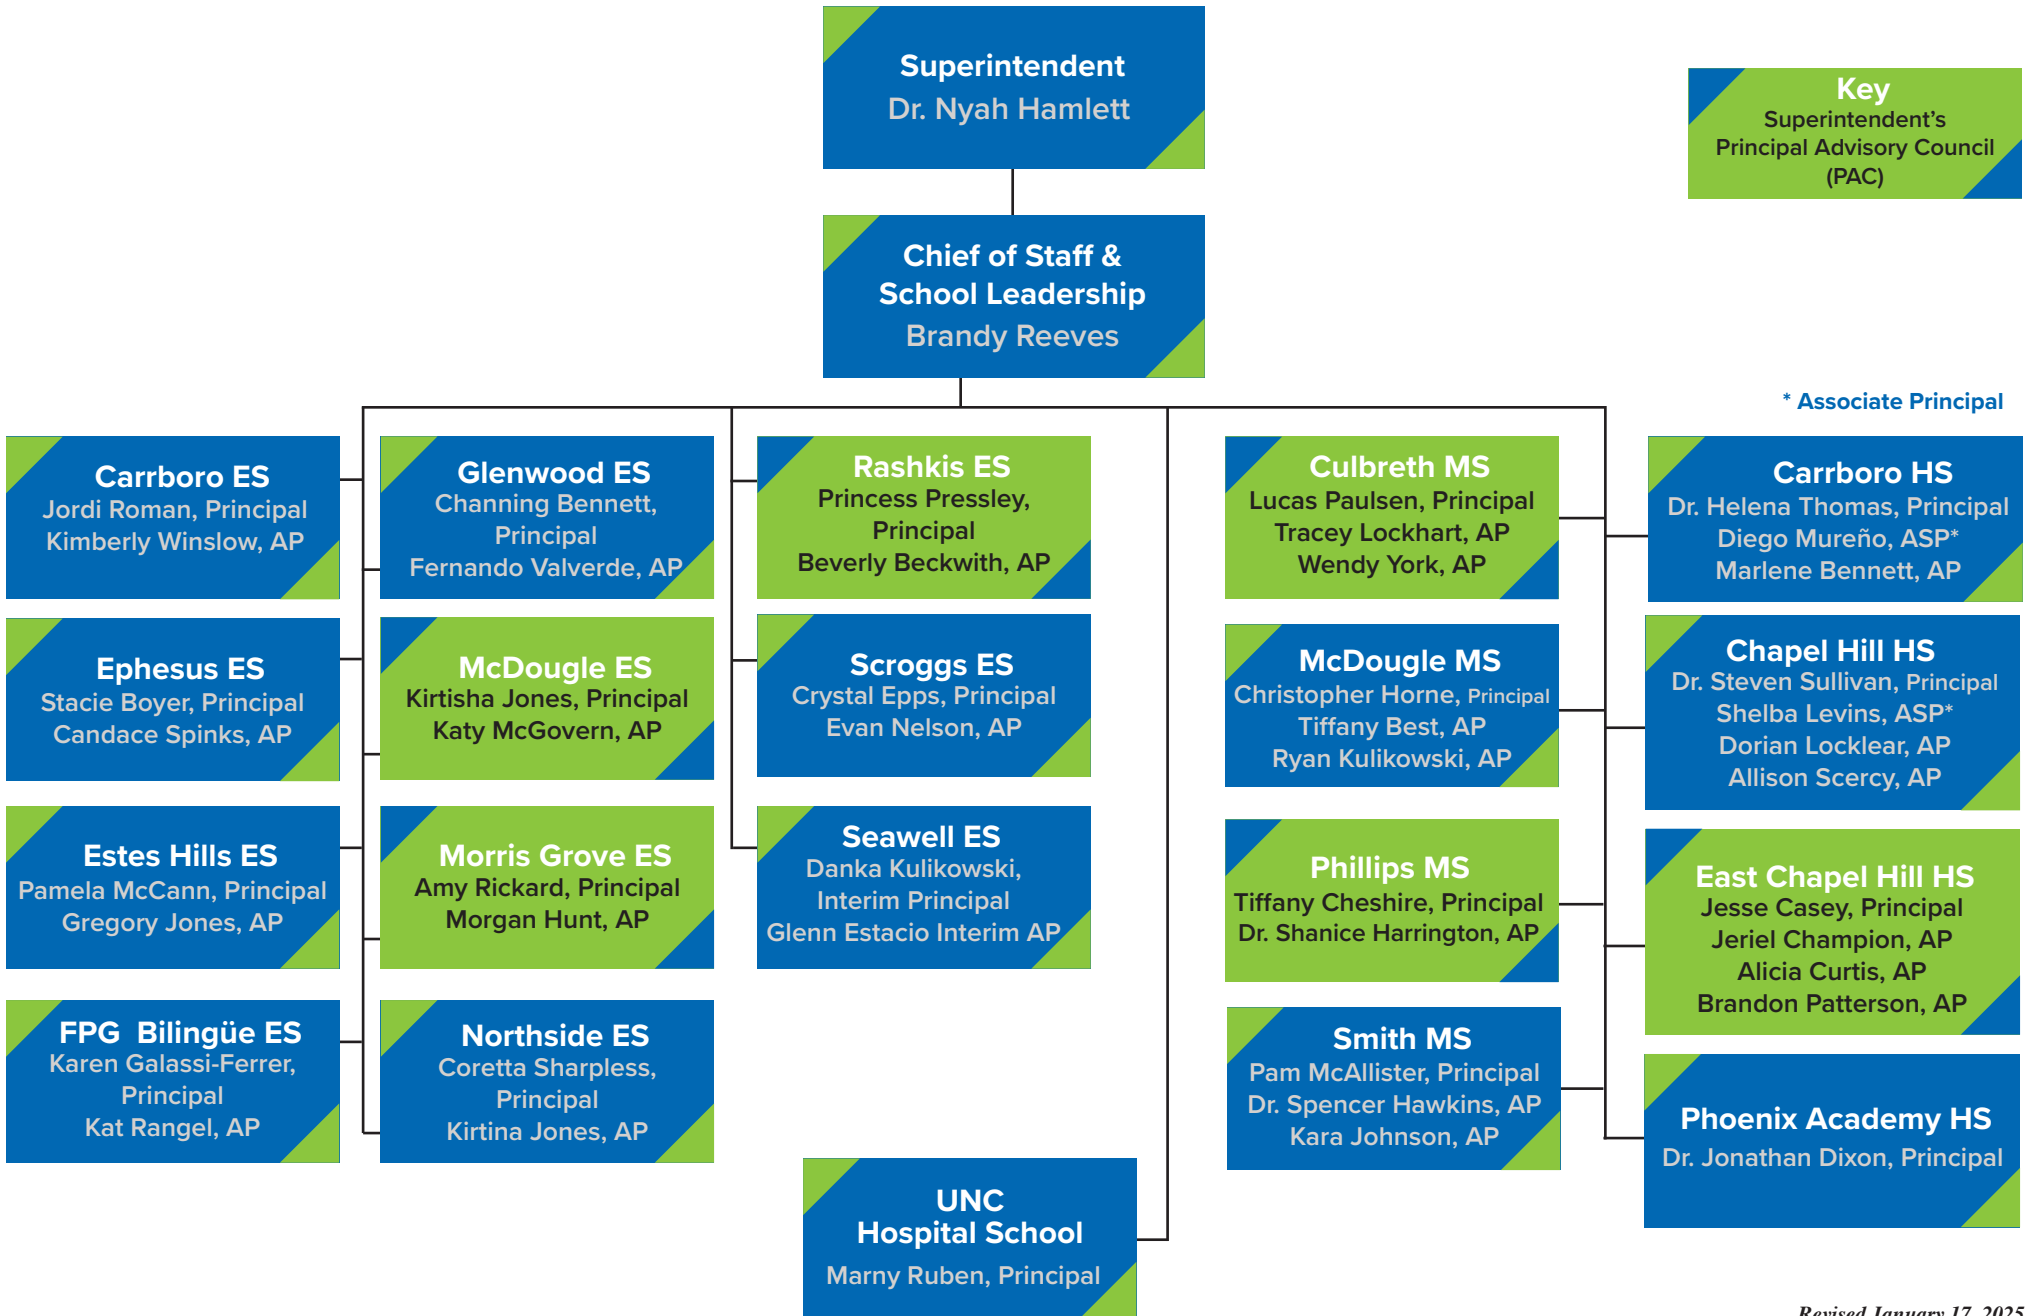 Superintendent
Dr. Nyah Hamlett
Key
Superintendent's
Principal Advisory Council
(PAC)
Chief of Staff &
School Leadership
Brandy Reeves
* Associate Principal
Carrboro ES
Jordi Roman, Principal
Kimberly Winslow, AP
Glenwood ES
Channing Bennett,
Principal
Fernando Valverde, AP
Rashkis ES
Princess Pressley,
Principal
Beverly Beckwith, AP
Culbreth MS
Lucas Paulsen, Principal
Tracey Lockhart, AP
Wendy York, AP
Carrboro HS
Dr. Helena Thomas, Principal
Diego Mureño, ASP*
Marlene Bennett, AP
Ephesus ES
Stacie Boyer, Principal
Candace Spinks, AP
McDougle ES
Kirtisha Jones, Principal
Katy McGovern, AP
Scroggs ES
Crystal Epps, Principal
Evan Nelson, AP
McDougle MS
Christopher Horne, Principal
Tiffany Best, AP
Ryan Kulikowski, AP
Chapel Hill HS
Dr. Steven Sullivan, Principal
Shelba Levins, ASP*
Dorian Locklear, AP
Allison Scercy, AP
Estes Hills ES
Pamela McCann, Principal
Gregory Jones, AP
Morris Grove ES
Amy Rickard, Principal
Morgan Hunt, AP
Seawell ES
Danka Kulikowski,
Interim Principal
Glenn Estacio Interim AP
Phillips MS
Tiffany Cheshire, Principal
Dr. Shanice Harrington, AP
East Chapel Hill HS
Jesse Casey, Principal
Jeriel Champion, AP
Alicia Curtis, AP
Brandon Patterson, AP
FPG Bilingüe ES
Karen Galassi-Ferrer,
Principal
Kat Rangel, AP
Northside ES
Coretta Sharpless,
Principal
Kirtina Jones, AP
Smith MS
Pam McAllister, Principal
Dr. Spencer Hawkins, AP
Kara Johnson, AP
Phoenix Academy HS
Dr. Jonathan Dixon, Principal
UNC
Hospital School
Marny Ruben, Principal
Revised January 17, 2025